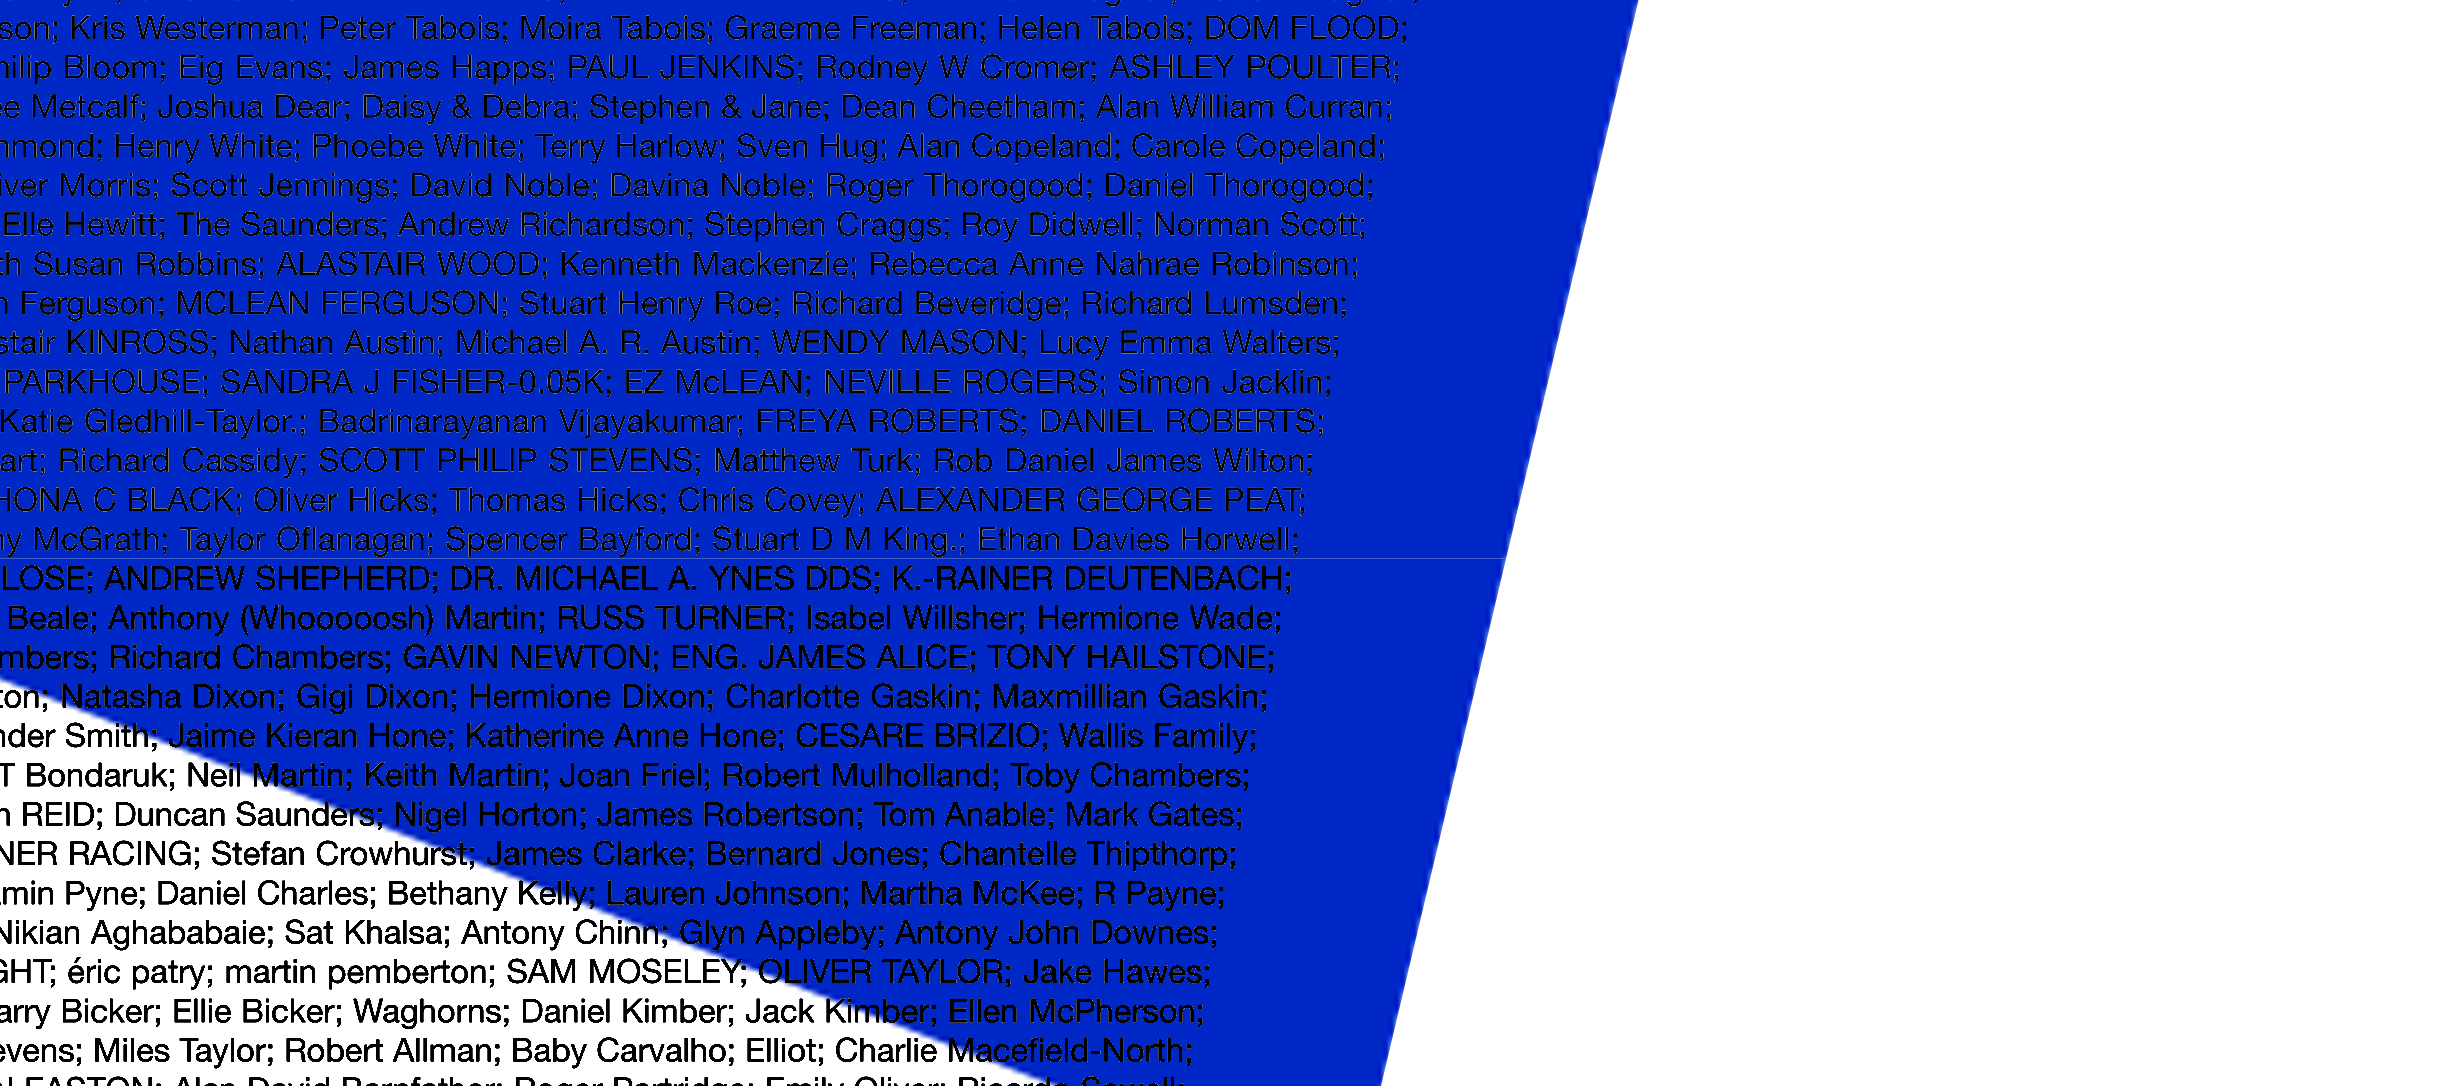 son; Kris Westerman; Peter Tabois; Moira Tabois; Graeme Freeman; Helen Tabois; DOM FLOOD;
hilip Bloom; Eig Evans; James Happs; PAUL JENKINS; Rodney W Cromer; ASHLEY POULTER;
e Metcalf; Joshua Dear; Daisy & Debra; Stephen & Jane; Dean Cheetham; Alan William Curran;
mmond; Henry White; Phoebe White; Terry Harlow; Sven Hug; Alan Copeland; Carole Copeland;
iver Morris; Scott Jennings; David Noble; Davina Noble; Roger Thorogood; Daniel Thorogood;
Elle Hewitt; The Saunders; Andrew Richardson; Stephen Craggs; Roy Didwell; Norman Scott;
th Susan Robbins; ALASTAIR WOOD; Kenneth Mackenzie; Rebecca Anne Nahrae Robinson;
n Ferguson; MCLEAN FERGUSON; Stuart Henry Roe; Richard Beveridge; Richard Lumsden;
stair KINROSS; Nathan Austin; Michael A. R. Austin; WENDY MASON; Lucy Emma Walters;
PARKHOUSE; SANDRA J FISHER-0.05K; EZ McLEAN; NEVILLE ROGERS; Simon Jacklin;
Katie Gledhill-Taylor.; Badrinarayanan Vijayakumar; FREYA ROBERTS; DANIEL ROBERTS;
art; Richard Cassidy; SCOTT PHILIP STEVENS; Matthew Turk; Rob Daniel James Wilton;
HONA C BLACK; Oliver Hicks; Thomas Hicks; Chris Covey; ALEXANDER GEORGE PEAT;
ny McGrath; Taylor Oflanagan; Spencer Bayford; Stuart D M King.; Ethan Davies Horwell;
LOSE; ANDREW SHEPHERD; DR. MICHAEL A. YNES DDS; K.-RAINER DEUTENBACH;
Beale; Anthony (Whooooosh) Martin; RUSS TURNER; Isabel Willsher; Hermione Wade;
mbers; Richard Chambers; GAVIN NEWTON; ENG. JAMES ALICE; TONY HAILSTONE;
ton; Natasha Dixon; Gigi Dixon; Hermione Dixon; Charlotte Gaskin; Maxmillian Gaskin;
nder Smith; Jaime Kieran Hone; Katherine Anne Hone; CESARE BRIZIO; Wallis Family;
T Bondaruk; Neil Martin; Keith Martin; Joan Friel; Robert Mulholland; Toby Chambers;
n REID; Duncan Saunders; Nigel Horton; James Robertson; Tom Anable; Mark Gates;
NER RACING; Stefan Crowhurst; James Clarke; Bernard Jones; Chantelle Thipthorp;
min Pyne; Daniel Charles; Bethany Kelly; Lauren Johnson; Martha McKee; R Payne;
Nikian Aghababaie; Sat Khalsa; Antony Chinn; Glyn Appleby; Antony John Downes;
GHT; éric patry; martin pemberton; SAM MOSELEY; OLIVER TAYLOR; Jake Hawes;
arry Bicker; Ellie Bicker; Waghorns; Daniel Kimber; Jack Kimber; Ellen McPherson;
evens; Miles Taylor; Robert Allman; Baby Carvalho; Elliot; Charlie Macefield-North;
EASTON; Alan David Barnfather; Roger Partridge; Emily Oliver; Ricardo Sewell;